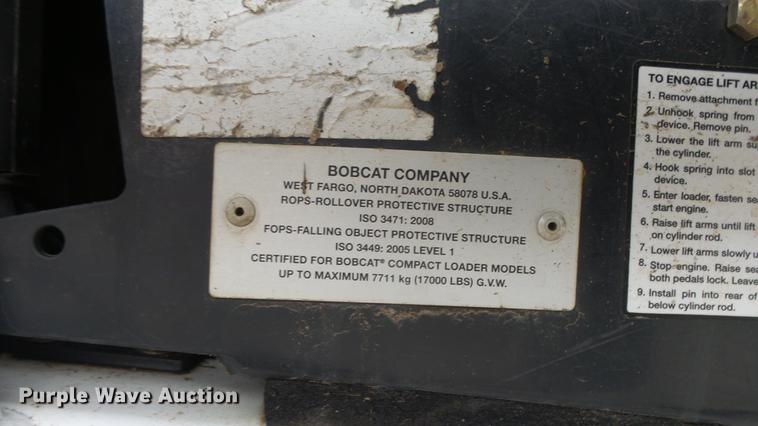 BOBCAT COMPANY
WEST FARGO, NORTH DAKOTA 58078 U.S.A.
ROPS-ROLLOVER PROTECTIVE STRUCTURE
ISO 3471: 2008
FOPS-FALLING OBJECT PROTECTIVE STRUCTURE
ISO 3449: 2005 LEVEL 1
CERTIFIED FOR BOBCAT® COMPACT LOADER MODELS
UP TO MAXIMUM 7711 kg (17000 LBS) G.V.W.
TO ENGAGE LIFT AR
1. Remove attachment f
2. Unhook spring from
device. Remove pin.
3. Lower the lift arm su
the cylinder.
4. Hook spring into slot
device.
5. Enter loader, fasten sea
start engine.
6. Raise lift arms until lift
on cylinder rod.
7. Lower lift arms slowly u
8. Stop engine. Raise sea
both pedals lock. Leave
9. Install pin into rear of
below cylinder rod.
Purple Wave Auction